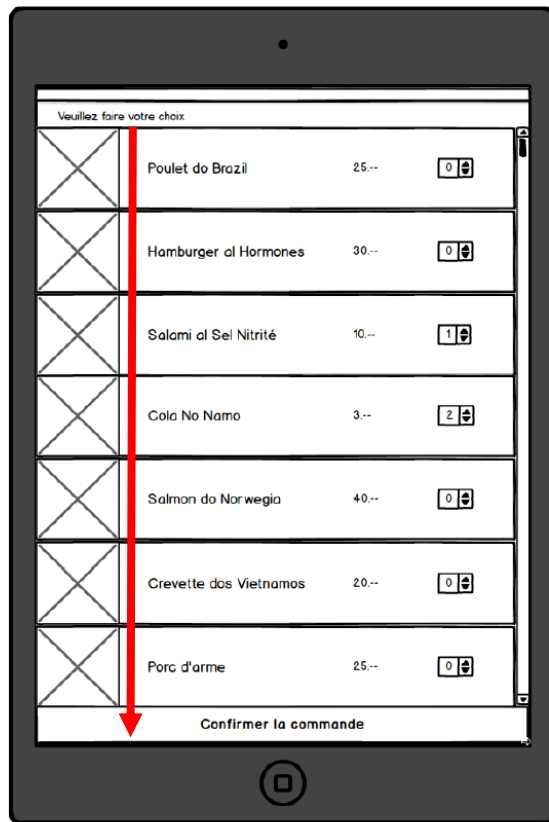 Veuillez faire votre choix
Poulet do Brazil 25.-- 0
Hamburger al Hormones 30.-- 0
Salami al Sel Nitrité 10.-- 1
Cola No Namo 3.-- 2
Salmon do Norwegia 40.-- 0
Crevette dos Vietnamos 20.-- 0
Porc d'arme 25.-- 0
Confirmer la commande